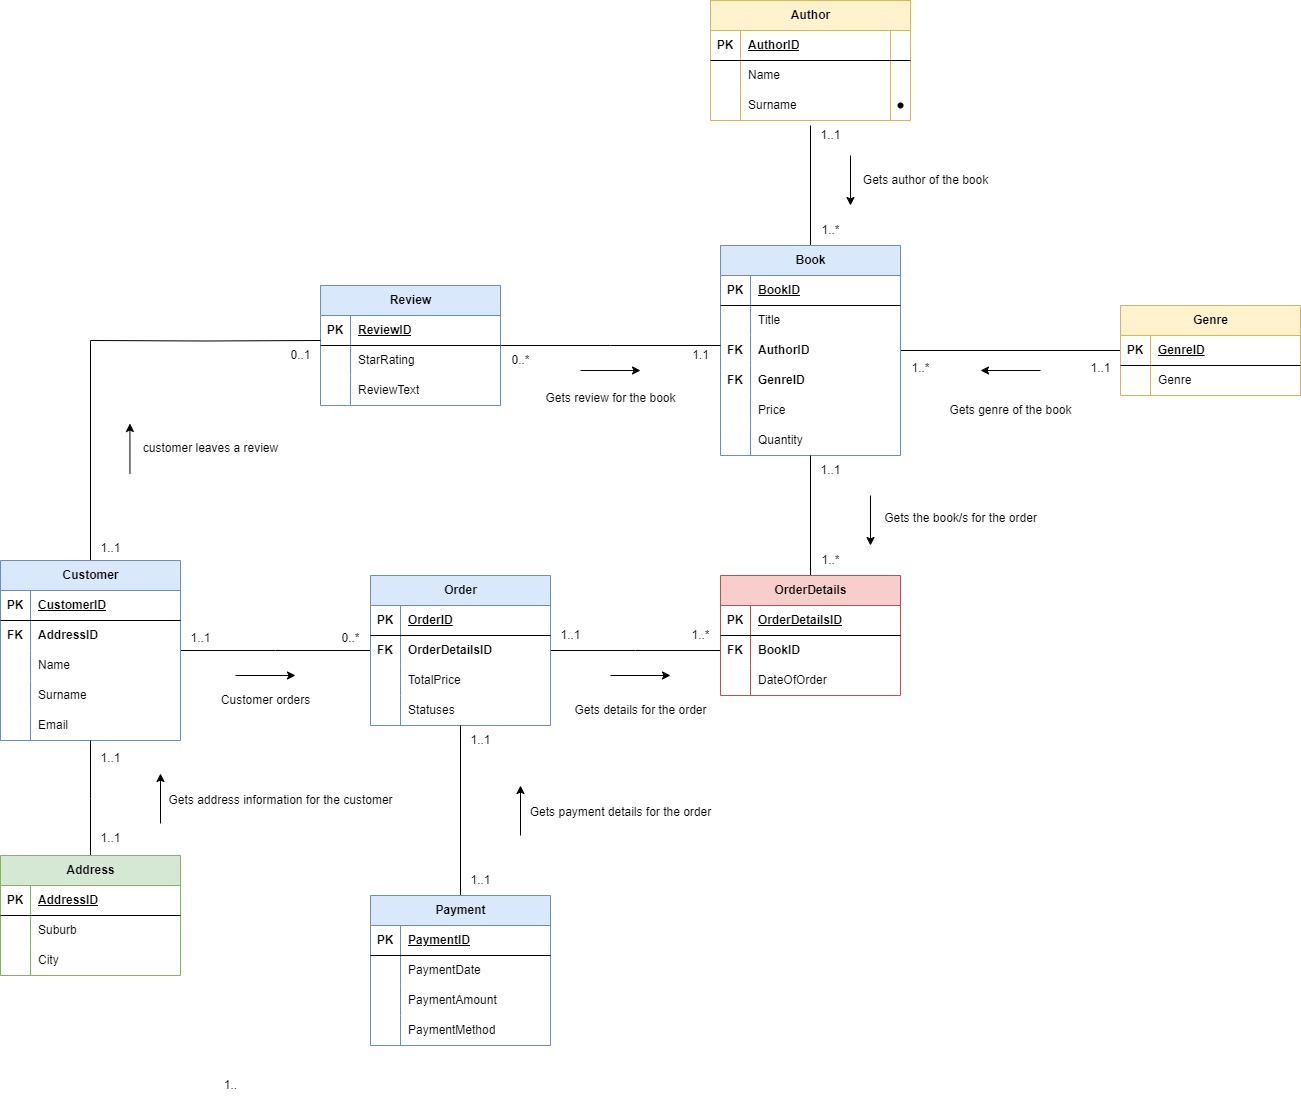 Author
PK AuthorID
Name
Surname
1..1
Gets author of the book
1..*
Book
PK BookID
Title
FK AuthorID
FK GenreID
Price
Quantity
Review
PK ReviewID
StarRating
ReviewText
0..1
0..*
1.1
Gets review for the book
Genre
PK GenreID
Genre
1..*
1..1
Gets genre of the book
customer leaves a review
1..1
1..1
Gets the book/s for the order
1..*
Customer
PK CustomerID
FK AddressID
Name
Surname
Email
1..1
0..*
Customer orders
Order
PK OrderID
FK OrderDetailsID
TotalPrice
Statuses
1..1
1..*
Gets details for the order
OrderDetails
PK OrderDetailsID
FK BookID
DateOfOrder
1..1
Gets address information for the customer
1..1
1..1
Gets payment details for the order
1..1
Address
PK AddressID
Suburb
City
Payment
PK PaymentID
PaymentDate
PaymentAmount
PaymentMethod
1..